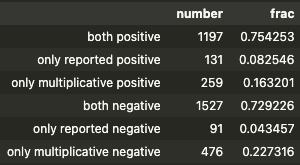 number frac
both positive 1197 0.754253
only reported positive 131 0.082546
only multiplicative positive 259 0.163201
both negative 1527 0.729226
only reported negative 91 0.043457
only multiplicative negative 476 0.227316